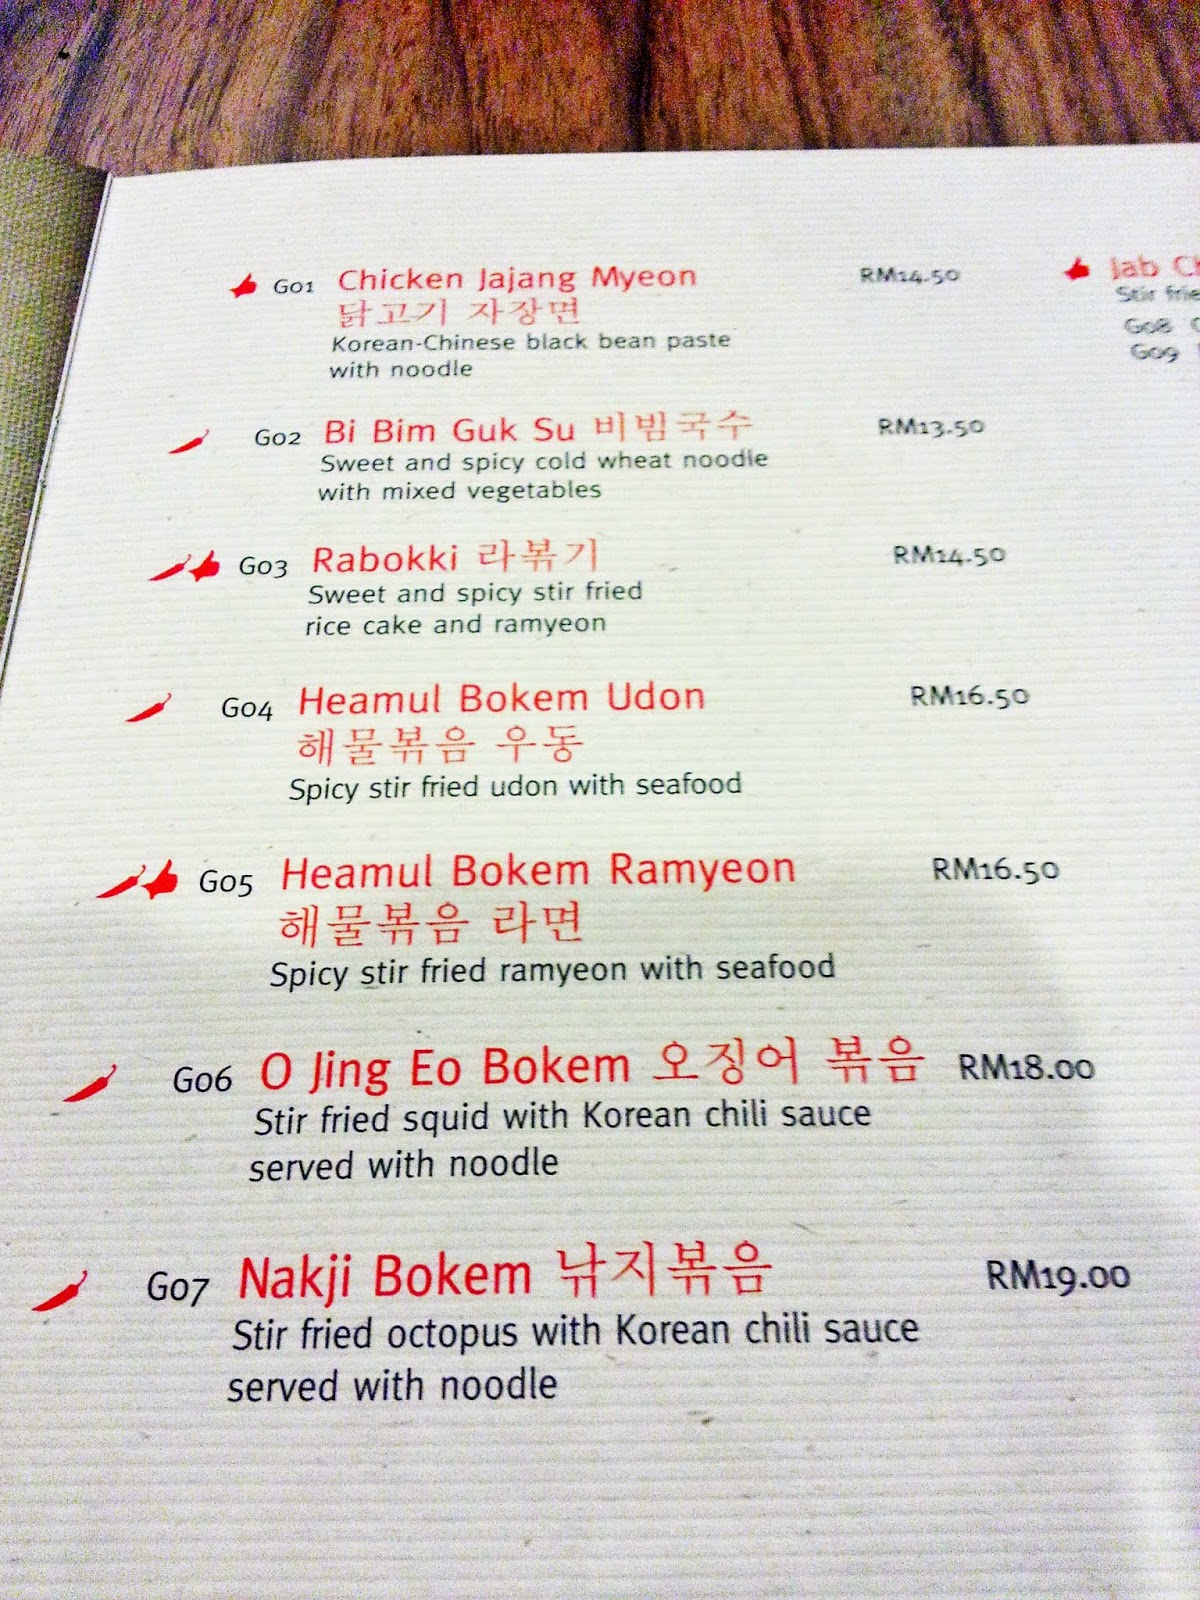 G01 Chicken Jajang Myeon RM14.50
닭고기 자장면
Korean-Chinese black bean paste
with noodle
G02 Bi Bim Guk Su 비빔국수 RM13.50
Sweet and spicy cold wheat noodle
with mixed vegetables
G03 Rabokki 라볶기 RM14.50
Sweet and spicy stir fried
rice cake and ramyeon
G04 Heamul Bokem Udon RM16.50
해물볶음 우동
Spicy stir fried udon with seafood
G05 Heamul Bokem Ramyeon RM16.50
해물볶음 라면
Spicy stir fried ramyeon with seafood
G06 O Jing Eo Bokem 오징어 볶음 RM18.00
Stir fried squid with Korean chili sauce
served with noodle
G07 Nakji Bokem 낚지볶음 RM19.00
Stir fried octopus with Korean chili sauce
served with noodle
Jab
Stir
G08
G09